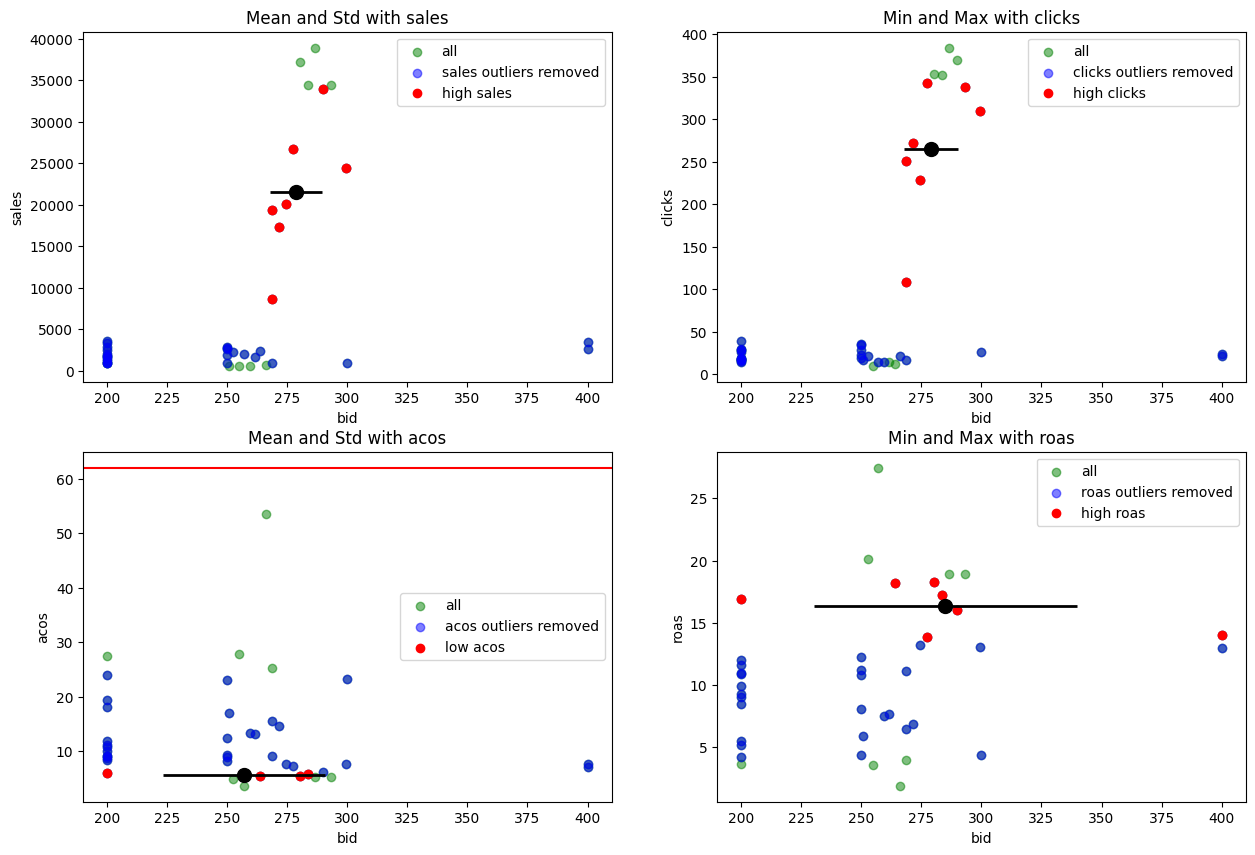 Mean and Std with sales
sales
40000
35000
30000
25000
20000
15000
10000
5000
0
all
sales outliers removed
high sales
200 225 250 275 300 325 350 375 400
bid
Min and Max with clicks
clicks
400
350
300
250
200
150
100
50
0
all
clicks outliers removed
high clicks
200 225 250 275 300 325 350 375 400
bid
Mean and Std with acos
acos
60
50
40
30
20
10
all
acos outliers removed
low acos
200 225 250 275 300 325 350 375 400
bid
Min and Max with roas
roas
25
20
15
10
5
all
roas outliers removed
high roas
200 225 250 275 300 325 350 375 400
bid